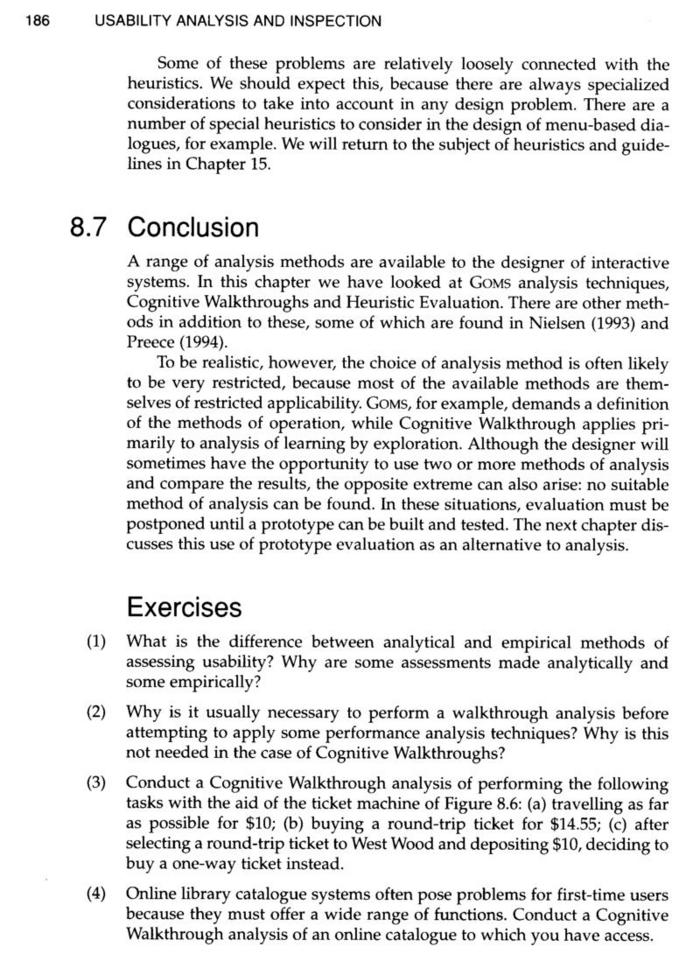 186 USABILITY ANALYSIS AND INSPECTION
Some of these problems are relatively loosely connected with the
heuristics. We should expect this, because there are always specialized
considerations to take into account in any design problem. There are a
number of special heuristics to consider in the design of menu-based dia-
logues, for example. We will return to the subject of heuristics and guide-
lines in Chapter 15.
8.7 Conclusion
A range of analysis methods are available to the designer of interactive
systems. In this chapter we have looked at GOMS analysis techniques,
Cognitive Walkthroughs and Heuristic Evaluation. There are other meth-
ods in addition to these, some of which are found in Nielsen (1993) and
Preece (1994).
To be realistic, however, the choice of analysis method is often likely
to be very restricted, because most of the available methods are them-
selves of restricted applicability. GOMS, for example, demands a definition
of the methods of operation, while Cognitive Walkthrough applies pri-
marily to analysis of learning by exploration. Although the designer will
sometimes have the opportunity to use two or more methods of analysis
and compare the results, the opposite extreme can also arise: no suitable
method of analysis can be found. In these situations, evaluation must be
postponed until a prototype can be built and tested. The next chapter dis-
cusses this use of prototype evaluation as an alternative to analysis.
Exercises
(1) What is the difference between analytical and empirical methods of
assessing usability? Why are some assessments made analytically and
some empirically?
(2) Why is it usually necessary to perform a walkthrough analysis before
attempting to apply some performance analysis techniques? Why is this
not needed in the case of Cognitive Walkthroughs?
(3) Conduct a Cognitive Walkthrough analysis of performing the following
tasks with the aid of the ticket machine of Figure 8.6: (a) travelling as far
as possible for $10; (b) buying a round-trip ticket for $14.55; (c) after
selecting a round-trip ticket to West Wood and depositing $10, deciding to
buy a one-way ticket instead.
(4) Online library catalogue systems often pose problems for first-time users
because they must offer a wide range of functions. Conduct a Cognitive
Walkthrough analysis of an online catalogue to which you have access.